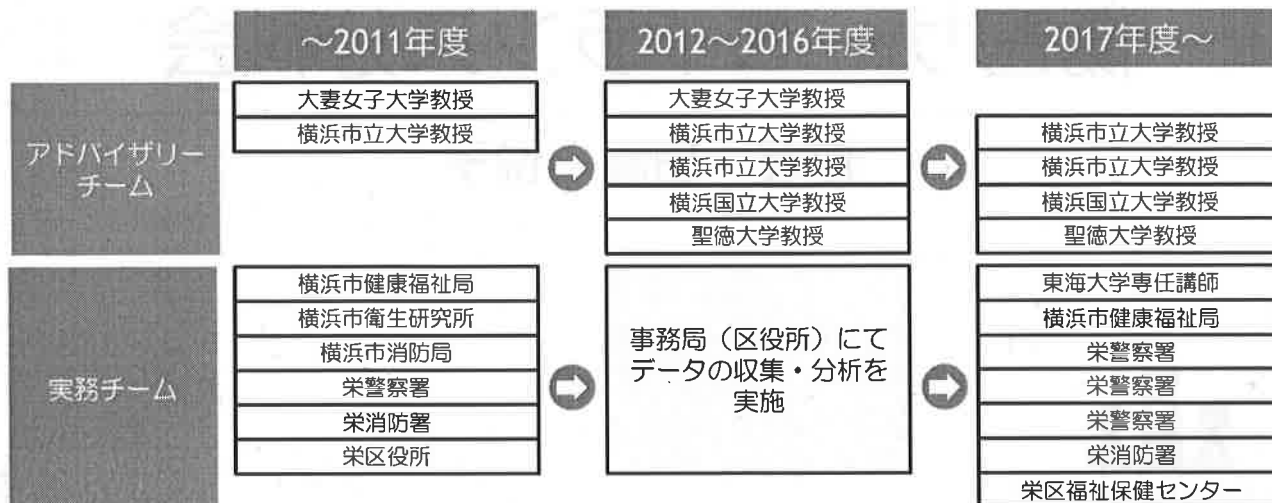 ～2011年度
2012～2016年度
2017年度～
アドバイザリー
チーム
大妻女子大学教授
横浜市立大学教授
大妻女子大学教授
横浜市立大学教授
横浜市立大学教授
横浜国立大学教授
聖徳大学教授
横浜市立大学教授
横浜市立大学教授
横浜国立大学教授
聖徳大学教授
実務チーム
横浜市健康福祉局
横浜市衛生研究所
横浜市消防局
栄警察署
栄消防署
栄区役所
事務局（区役所）にて
データの収集・分析を
実施
東海大学専任講師
横浜市健康福祉局
栄警察署
栄警察署
栄警察署
栄消防署
栄区福祉保健センター